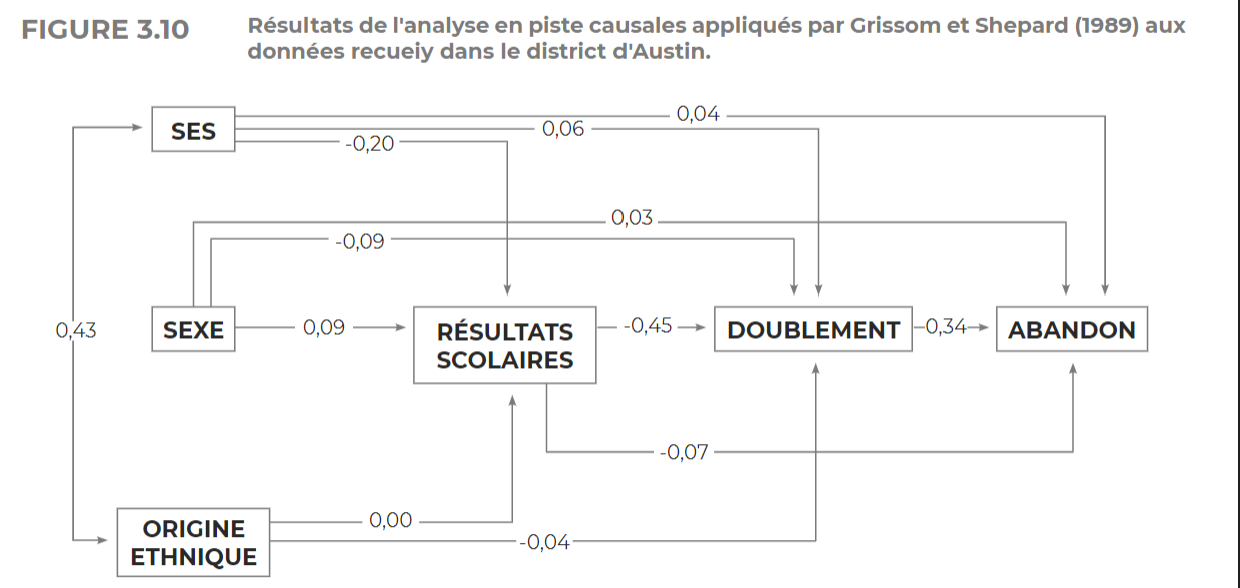 FIGURE 3.10
Résultats de l'analyse en piste causales appliqués par Grissom et Shepard (1989) aux
données recueiy dans le district d'Austin.
0,04
SES
0,06
-0,20
0,03
-0,09
0,43
SEXE
0,09
RÉSULTATS
SCOLAIRES
-0,45
DOUBLEMENT
0,34
ABANDON
-0,07
0,00
ORIGINE
ETHNIQUE
-0,04